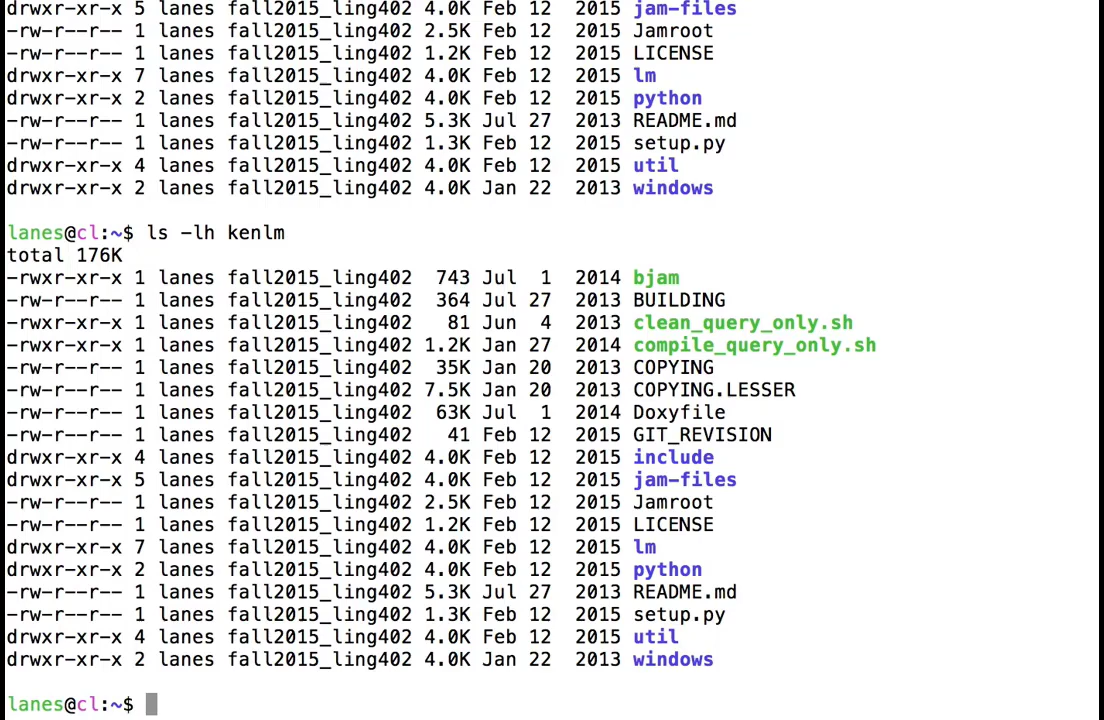 drwxr-xr-x 5 lanes fall2015_ling402 4.0K Feb 12  2015 jam-files
-rw-r--r-- 1 lanes fall2015_ling402 2.5K Feb 12  2015 Jamroot
-rw-r--r-- 1 lanes fall2015_ling402 1.2K Feb 12  2015 LICENSE
drwxr-xr-x 7 lanes fall2015_ling402 4.0K Feb 12  2015 lm
drwxr-xr-x 2 lanes fall2015_ling402 4.0K Feb 12  2015 python
-rw-r--r-- 1 lanes fall2015_ling402 5.3K Jul 27  2013 README.md
-rw-r--r-- 1 lanes fall2015_ling402 1.3K Feb 12  2015 setup.py
drwxr-xr-x 4 lanes fall2015_ling402 4.0K Feb 12  2015 util
drwxr-xr-x 2 lanes fall2015_ling402 4.0K Jan 22  2013 windows
lanes@cl:~$ ls -lh kenlm
total 176K
-rwxr-xr-x 1 lanes fall2015_ling402  743 Jul  1  2014 bjam
-rw-r--r-- 1 lanes fall2015_ling402  364 Jul 27  2013 BUILDING
-rwxr-xr-x 1 lanes fall2015_ling402   81 Jun  4  2013 clean_query_only.sh
-rwxr-xr-x 1 lanes fall2015_ling402 1.2K Jan 27  2014 compile_query_only.sh
-rw-r--r-- 1 lanes fall2015_ling402  35K Jan 20  2013 COPYING
-rw-r--r-- 1 lanes fall2015_ling402 7.5K Jan 20  2013 COPYING.LESSER
-rw-r--r-- 1 lanes fall2015_ling402  63K Jul  1  2014 Doxyfile
-rw-r--r-- 1 lanes fall2015_ling402   41 Feb 12  2015 GIT_REVISION
drwxr-xr-x 4 lanes fall2015_ling402 4.0K Feb 12  2015 include
drwxr-xr-x 5 lanes fall2015_ling402 4.0K Feb 12  2015 jam-files
-rw-r--r-- 1 lanes fall2015_ling402 2.5K Feb 12  2015 Jamroot
-rw-r--r-- 1 lanes fall2015_ling402 1.2K Feb 12  2015 LICENSE
drwxr-xr-x 7 lanes fall2015_ling402 4.0K Feb 12  2015 lm
drwxr-xr-x 2 lanes fall2015_ling402 4.0K Feb 12  2015 python
-rw-r--r-- 1 lanes fall2015_ling402 5.3K Jul 27  2013 README.md
-rw-r--r-- 1 lanes fall2015_ling402 1.3K Feb 12  2015 setup.py
drwxr-xr-x 4 lanes fall2015_ling402 4.0K Feb 12  2015 util
drwxr-xr-x 2 lanes fall2015_ling402 4.0K Jan 22  2013 windows
lanes@cl:~$